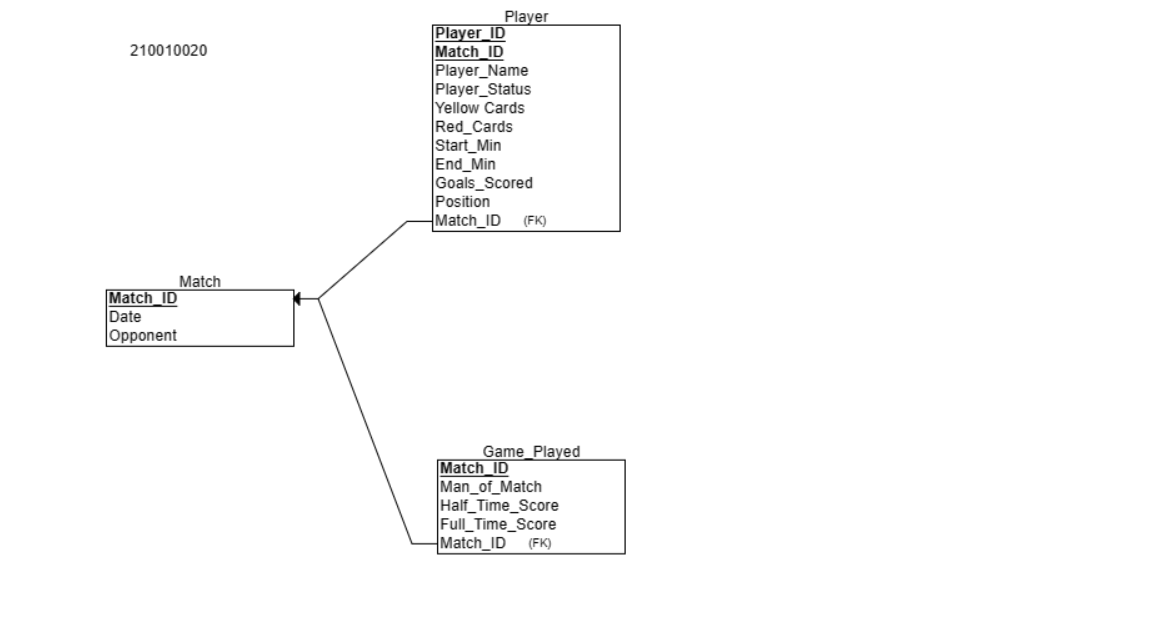 210010020
Player
Player_ID
Match_ID
Player_Name
Player_Status
Yellow Cards
Red_Cards
Start_Min
End_Min
Goals_Scored
Position
Match_ID (FK)
Match
Match_ID
Date
Opponent
Game_Played
Match_ID
Man_of_Match
Half_Time_Score
Full_Time_Score
Match_ID (FK)